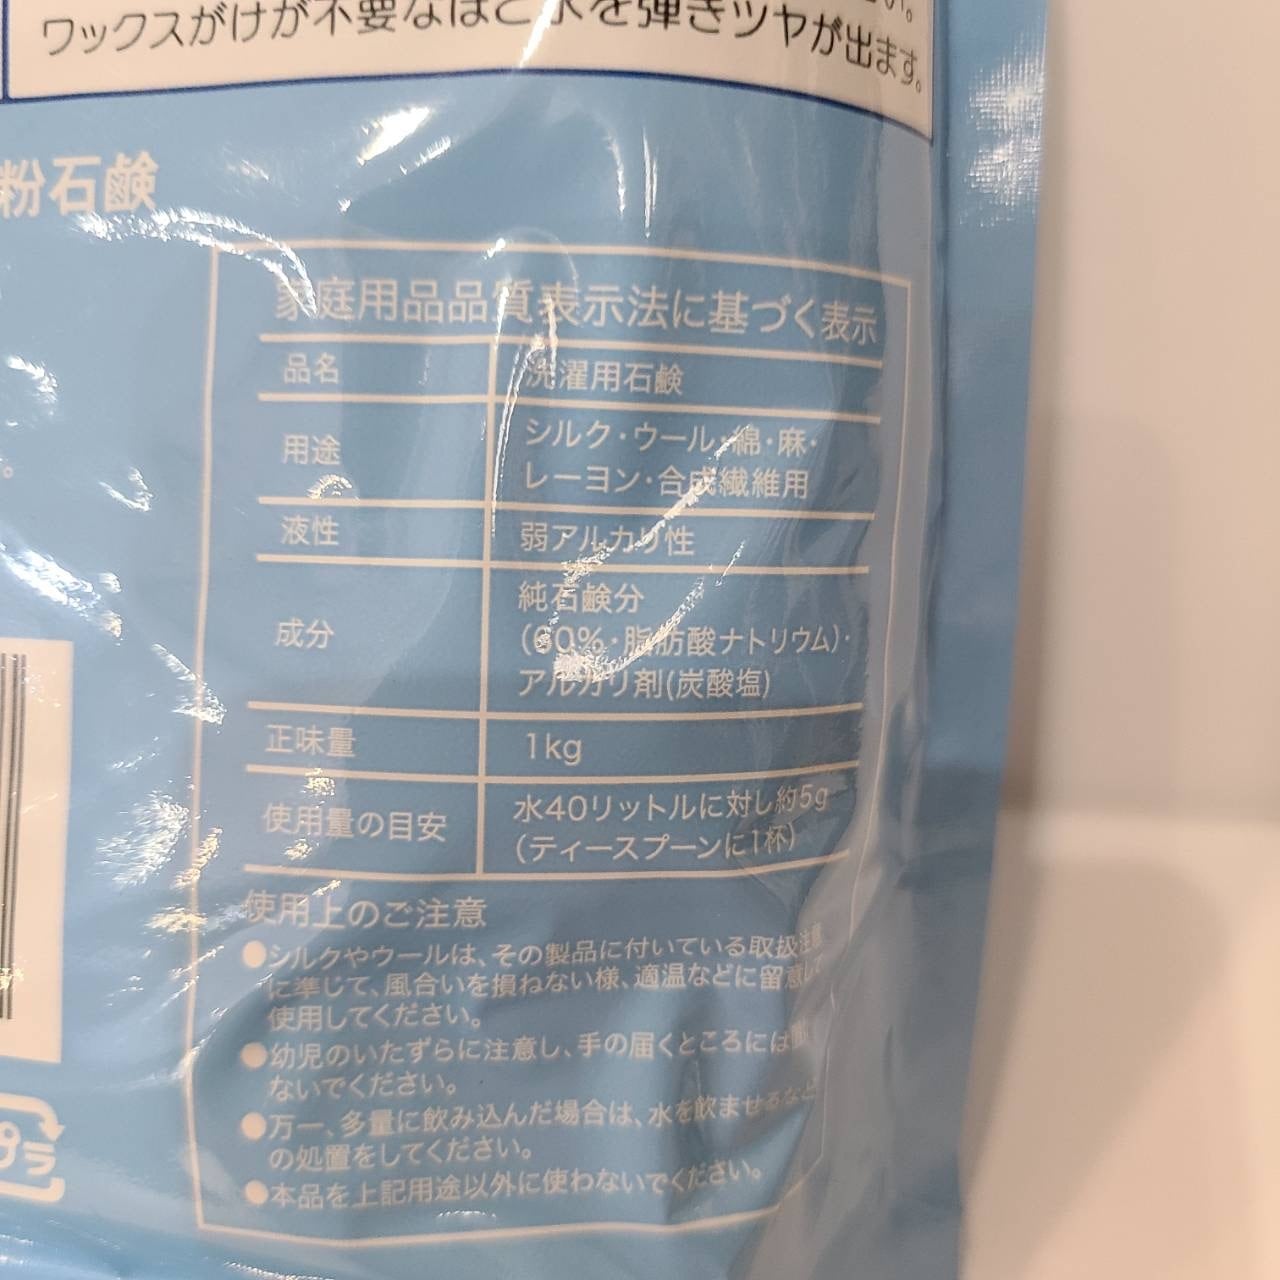 ワックスがけが不要なほど水を弾きツヤが出ます。
粉石鹸
家庭用品品質表示法に基づく表示
品名 洗濯用石鹸
用途 シルク・ウール・綿・麻・
レーヨン・合成繊維用
液性 弱アルカリ性
成分 純石鹸分
(60%・脂肪酸ナトリウム)・
アルカリ剤(炭酸塩)
正味量 1kg
使用量の目安 水40リットルに対し約5g
(ティースプーンに1杯)
使用上のご注意
●シルクやウールは、その製品に付いている取扱注意
に準じて、風合いを損ねない様、適温などに留意して
使用してください。
●幼児のいたずらに注意し、手の届くところには置か
ないでください。
●万一、多量に飲み込んだ場合は、水を飲ませるなど
の処置をしてください。
●本品を上記用途以外に使わないでください。
プラ